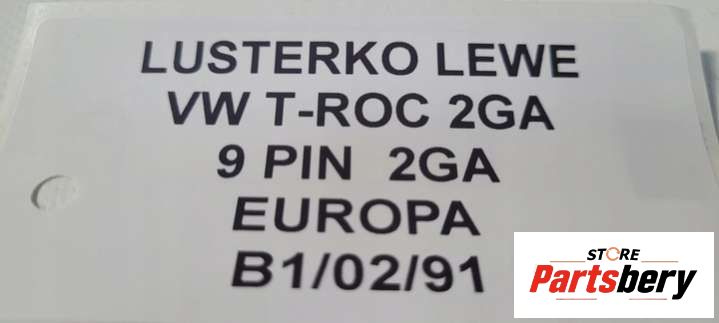 LUSTERKO LEWE
VW T-ROC 2GA
9 PIN 2GA
EUROPA
B1/02/91
STORE
Partsbery